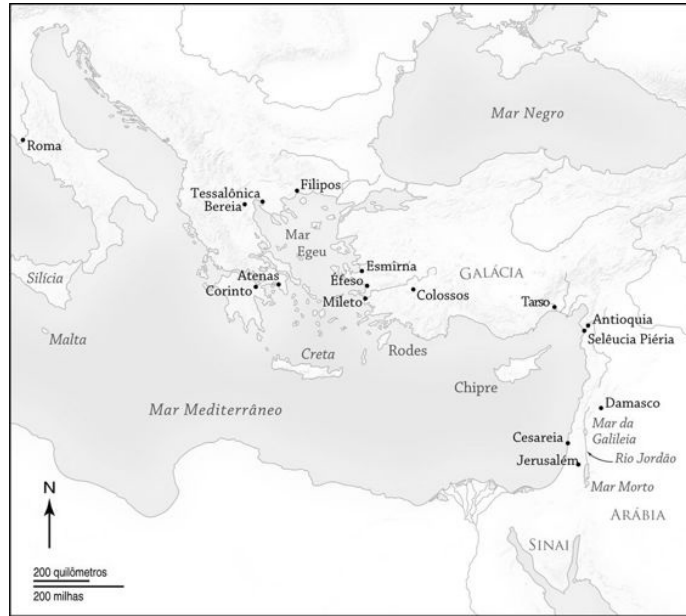 Mar Negro
Roma
Filipos
Tessalônica
Bereia
Mar
Egeu
Esmirna
GALÁCIA
Silícia
Atenas
Éfeso
Corinto
Colossos
Mileto
Tarso
Antioquia
Selêucia Piéria
Malta
Creta
Rodes
Chipre
Mar Mediterrâneo
Damasco
Mar da
Galileia
Cesareia
Rio Jordão
Jerusalém
Mar Morto
N
ARÁBIA
SINAI
200 quilômetros
200 milhas